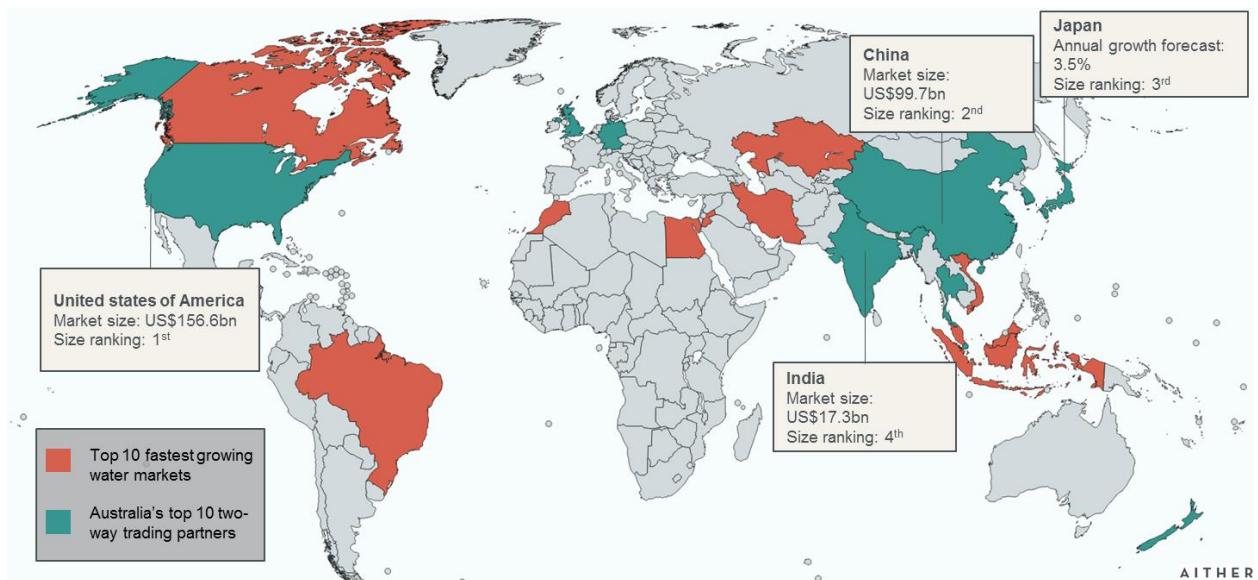 Japan
Annual growth forecast:
3.5%
Size ranking: 3rd
China
Market size:
US$99.7bn
Size ranking: 2nd
United states of America
Market size: US$156.6bn
Size ranking: 1st
India
Market size:
US$17.3bn
Size ranking: 4th
Top 10 fastest growing
water markets
Australia's top 10 two-
way trading partners
AITHER